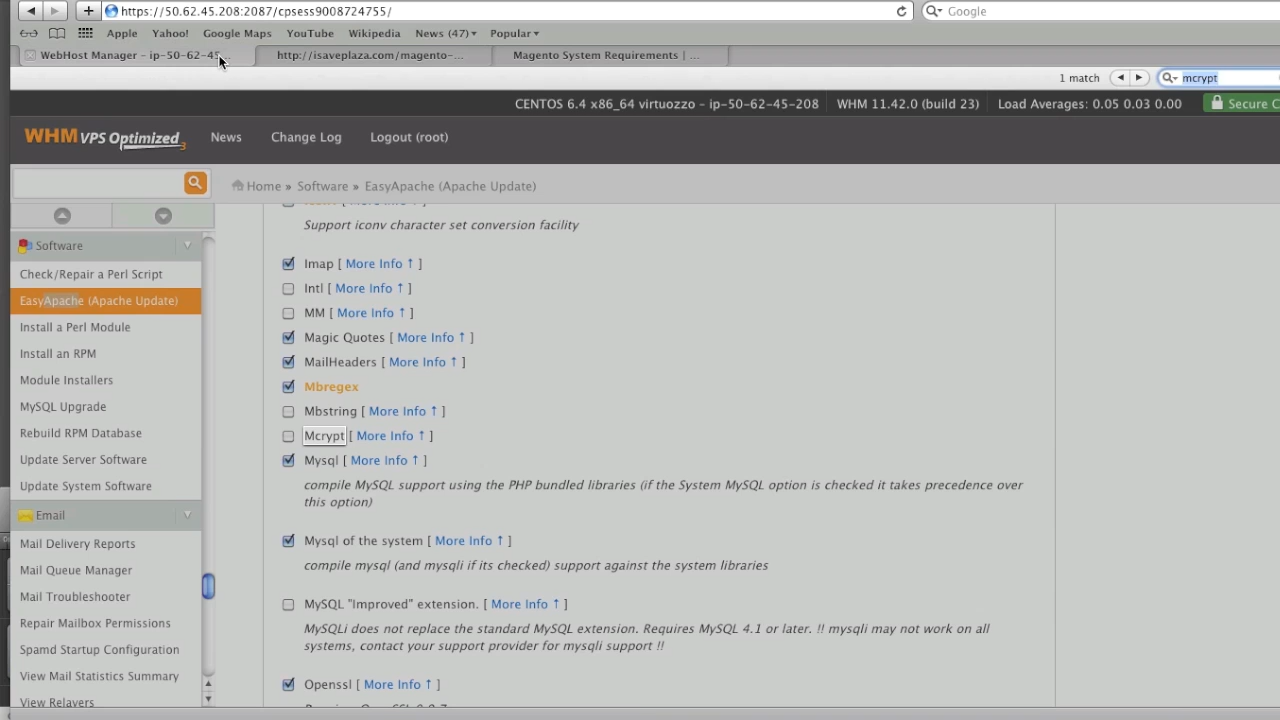 https://50.62.45.208:2087/cpsess9008724755/
Google
Apple Yahoo! Google Maps YouTube Wikipedia News (47) Popular
WebHost Manager – ip-50-62-45... http://isaveplaza.com/magento-... Magento System Requirements | ...
1 match mcrypt
CENTOS 6.4 x86_64 virtuozzo – ip-50-62-45-208 WHM 11.42.0 (build 23) Load Averages: 0.05 0.03 0.00 Secure C
WHM VPS Optimized 3 News Change Log Logout (root)
Home » Software » EasyApache (Apache Update)
Support iconv character set conversion facility
Software
Check/Repair a Perl Script
EasyApache (Apache Update)
Install a Perl Module
Install an RPM
Module Installers
MySQL Upgrade
Rebuild RPM Database
Update Server Software
Update System Software
Email
Mail Delivery Reports
Mail Queue Manager
Mail Troubleshooter
Repair Mailbox Permissions
Spamd Startup Configuration
View Mail Statistics Summary
View Relayers
Imap [ More Info ↑ ]
Intl [ More Info ↑ ]
MM [ More Info ↑ ]
Magic Quotes [ More Info ↑ ]
MailHeaders [ More Info ↑ ]
Mbregex
Mbstring [ More Info ↑ ]
Mcrypt [ More Info ↑ ]
Mysql [ More Info ↑ ]
compile MySQL support using the PHP bundled libraries (if the System MySQL option is checked it takes precedence over
this option)
Mysql of the system [ More Info ↑ ]
compile mysql (and mysqli if its checked) support against the system libraries
MySQL "Improved" extension. [ More Info ↑ ]
MySQLi does not replace the standard MySQL extension. Requires MySQL 4.1 or later. !! mysqli may not work on all
systems, contact your support provider for mysqli support !!
Openssl [ More Info ↑ ]